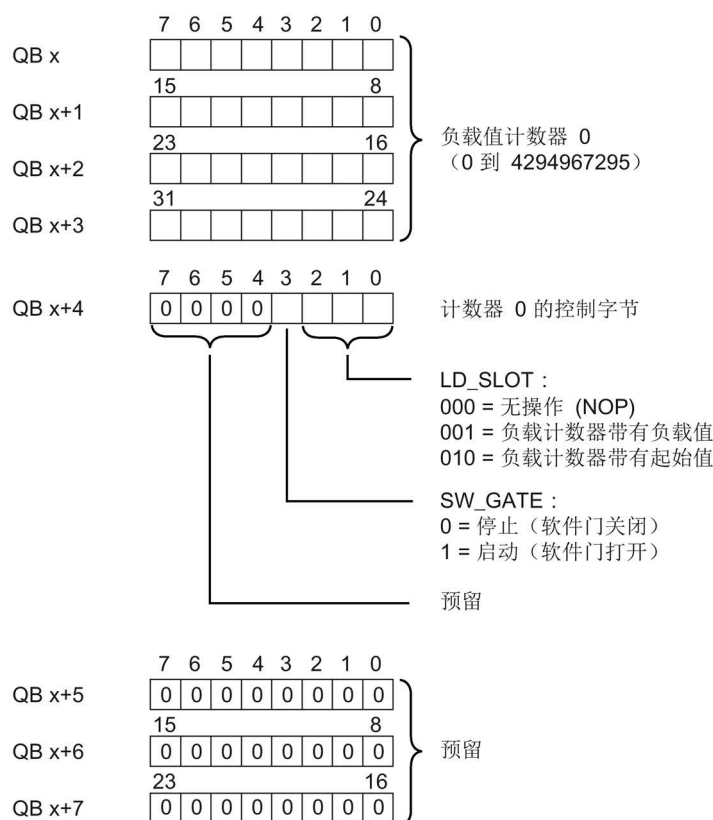 7 6 5 4 3 2 1 0
QB x
15 8
QB x+1
23 16
QB x+2
31 24
QB x+3
负载值计数器 0
（0 到 4294967295）
7 6 5 4 3 2 1 0
QB x+4 0 0 0 0 计数器 0 的控制字节
LD_SLOT：
000 = 无操作 (NOP)
001 = 负载计数器带有负载值
010 = 负载计数器带有起始值
SW_GATE：
0 = 停止（软件门关闭）
1 = 启动（软件门打开）
预留
7 6 5 4 3 2 1 0
QB x+5 0 0 0 0 0 0 0 0
15 8
QB x+6 0 0 0 0 0 0 0 0 预留
23 16
QB x+7 0 0 0 0 0 0 0 0